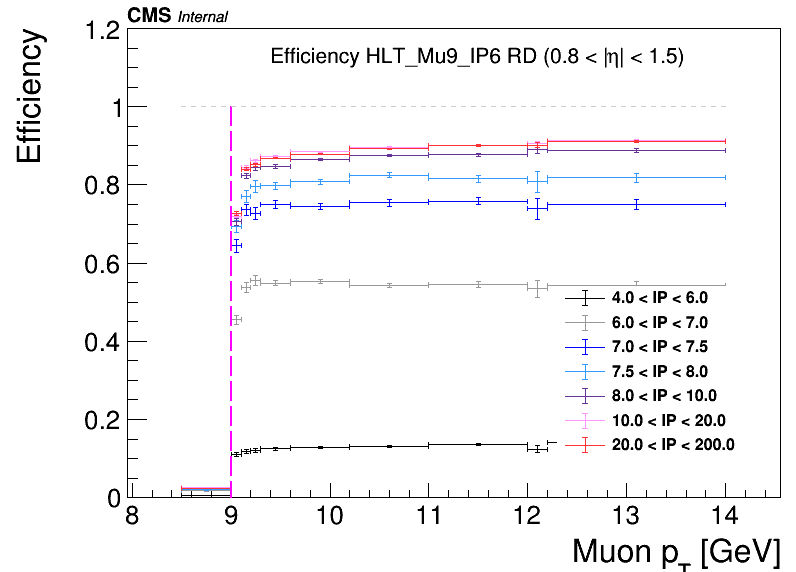 CMS Internal
Efficiency HLT_Mu9_IP6 RD (0.8 < |η| < 1.5)
Efficiency
1.2
1
0.8
0.6
0.4
0.2
0
4.0 < IP < 6.0
6.0 < IP < 7.0
7.0 < IP < 7.5
7.5 < IP < 8.0
8.0 < IP < 10.0
10.0 < IP < 20.0
20.0 < IP < 200.0
8 9 10 11 12 13 14
Muon p_T [GeV]